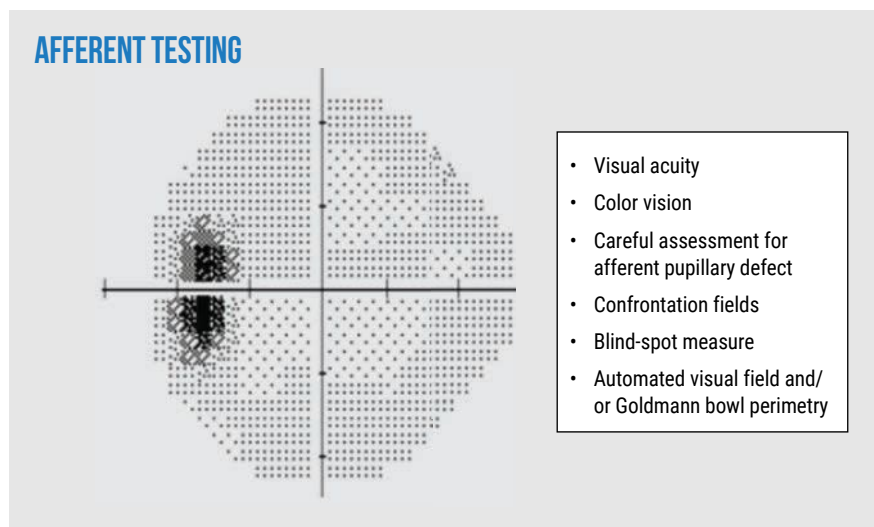 AFFERENT TESTING
• Visual acuity
• Color vision
• Careful assessment for
afferent pupillary defect
• Confrontation fields
• Blind-spot measure
• Automated visual field and/
or Goldmann bowl perimetry